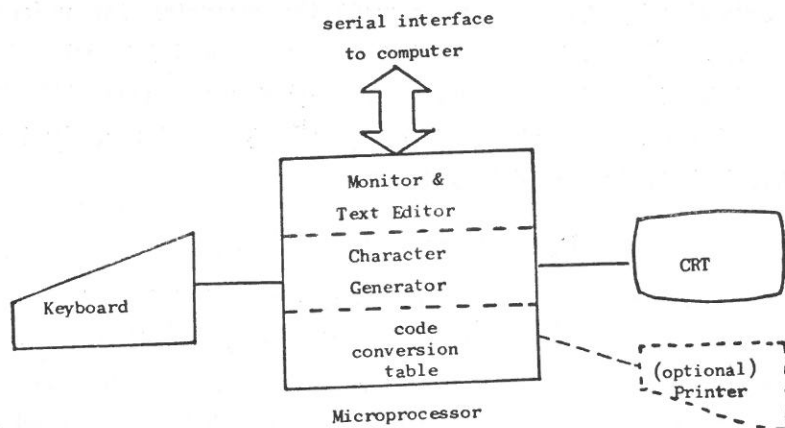 serial interface
to computer
Monitor &
Text Editor
Character
Generator
Keyboard
CRT
code
conversion
table
(optional)
Printer
Microprocessor